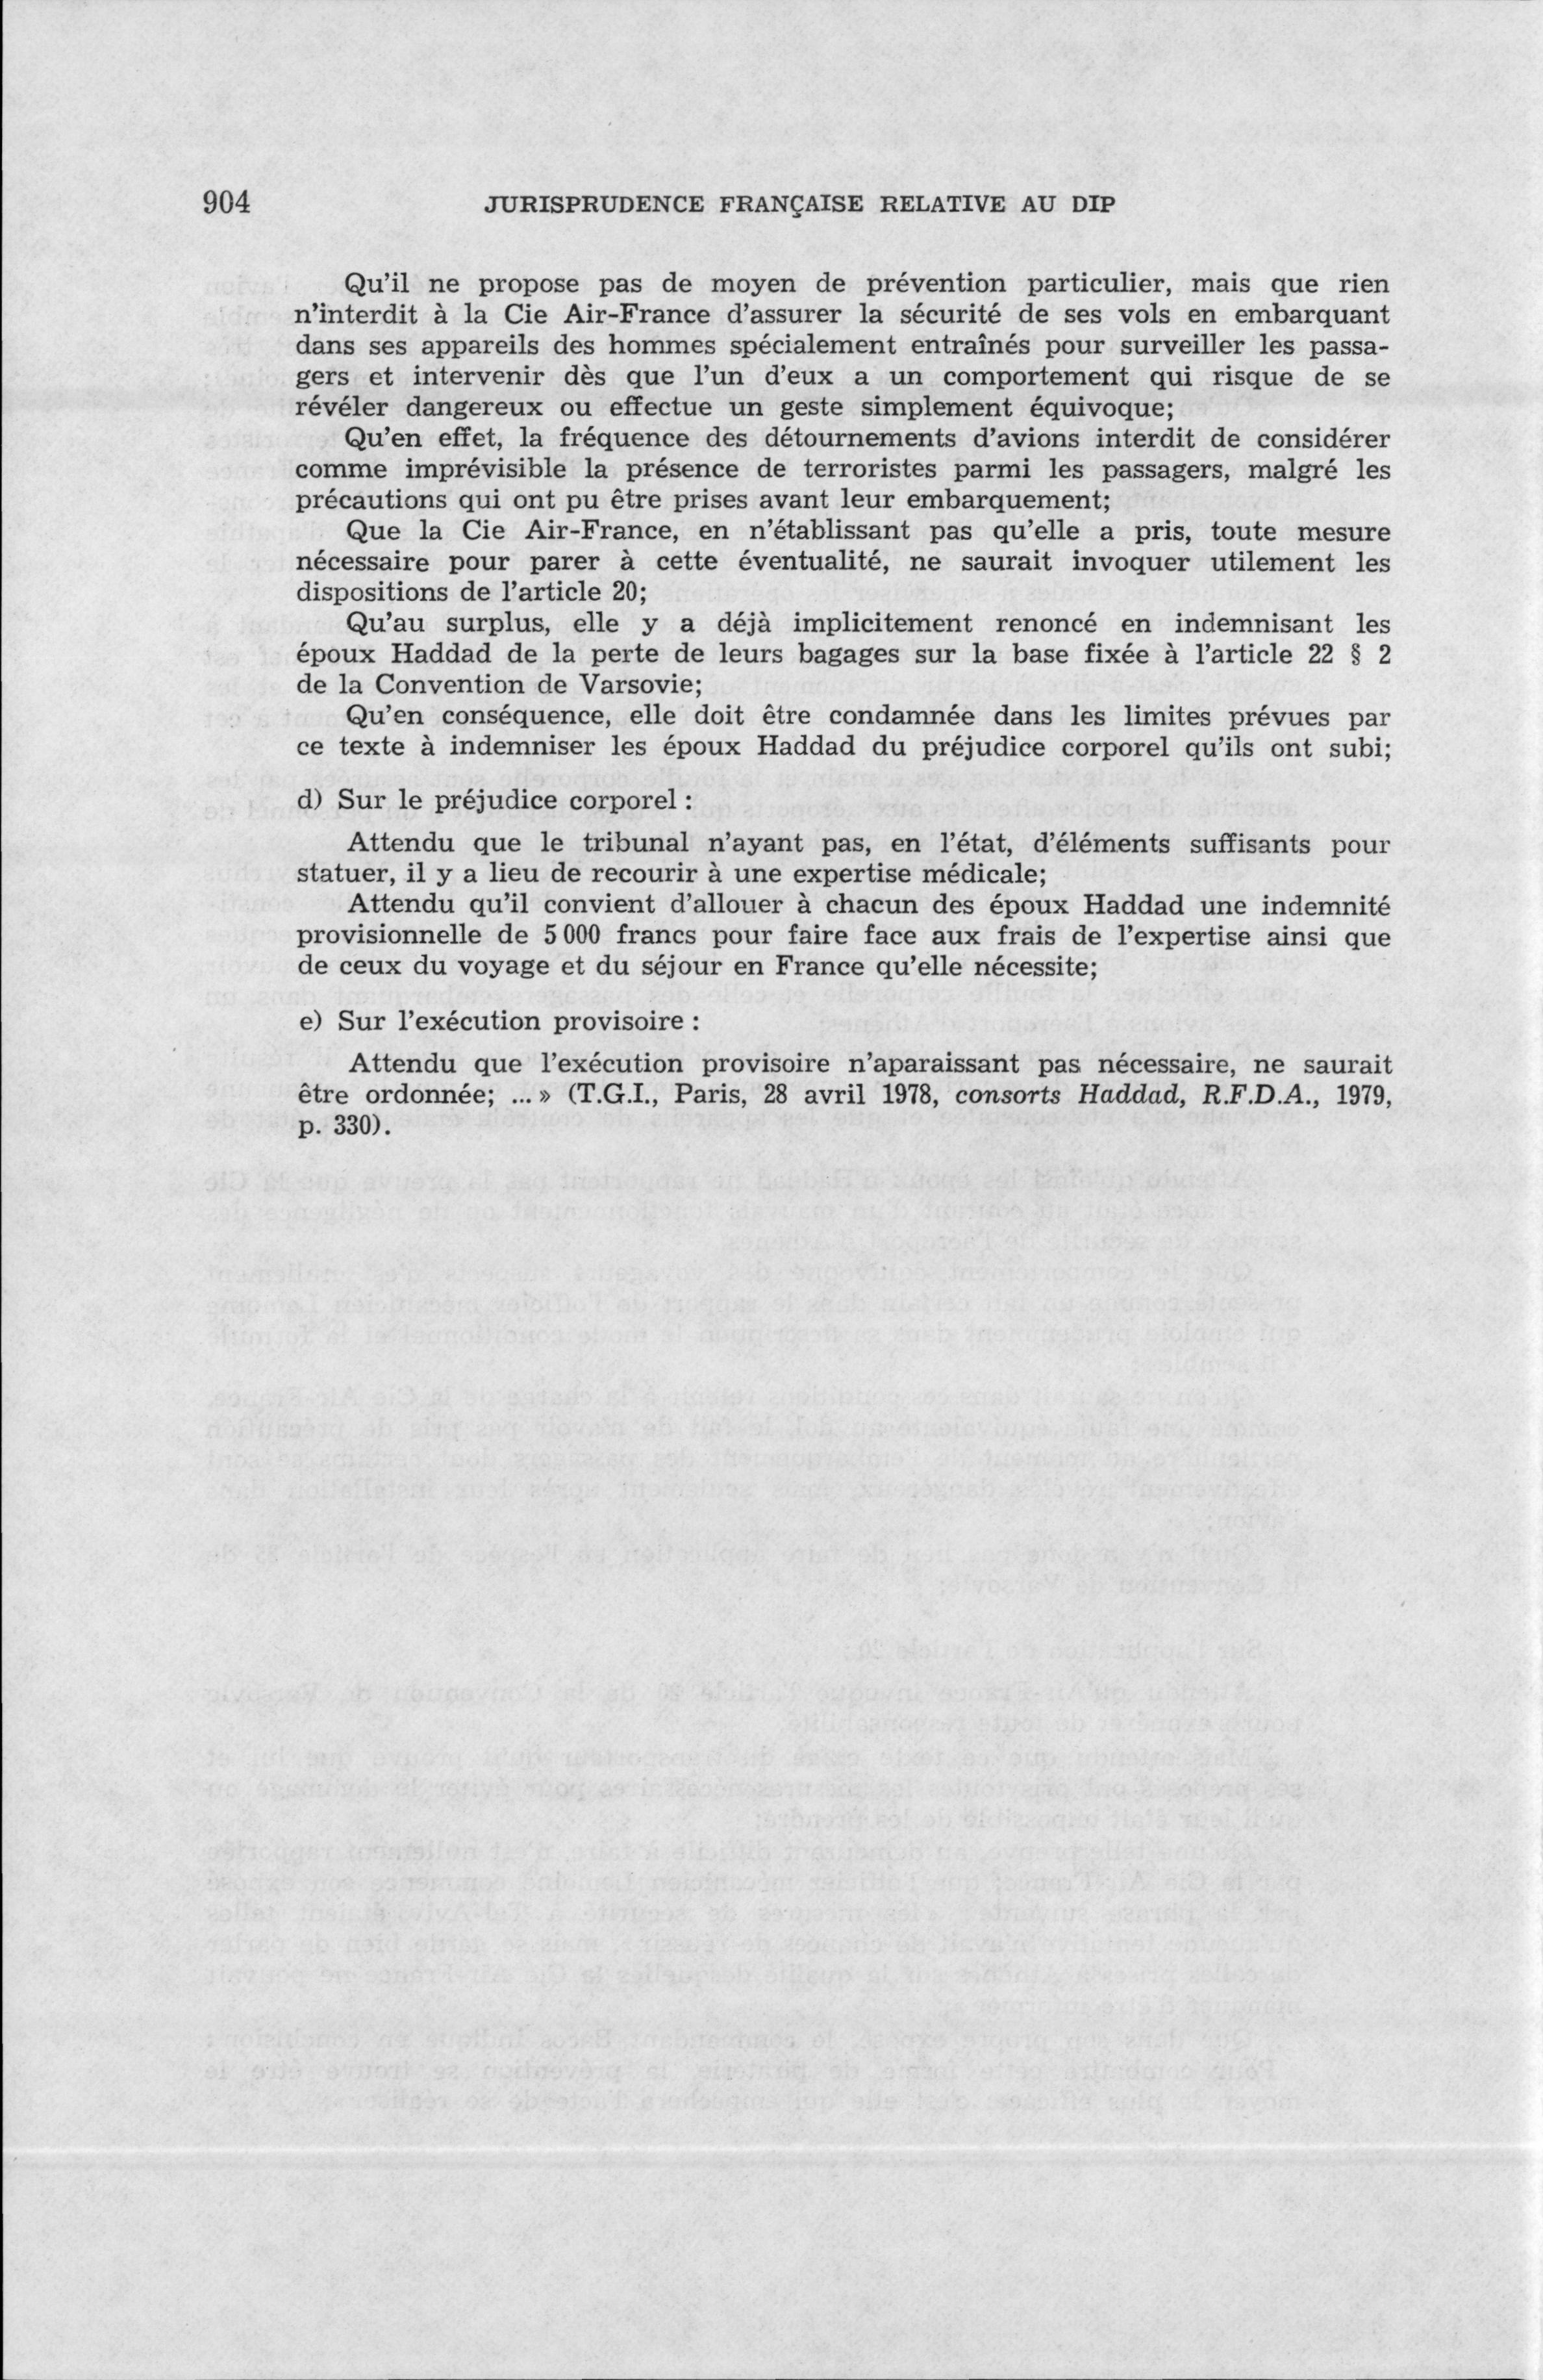 904
JURISPRUDENCE FRANÇAISE RELATIVE AU DIP
Qu'il ne propose pas de moyen de prévention particulier, mais que rien
n'interdit à la Cie Air-France d'assurer la sécurité de ses vols en embarquant
dans ses appareils des hommes spécialement entraînés pour surveiller les passa-
gers et intervenir dès que l'un d'eux a un comportement qui risque de se
révéler dangereux ou effectue un geste simplement équivoque;
Qu'en effet, la fréquence des détournements d'avions interdit de considérer
comme imprévisible la présence de terroristes parmi les passagers, malgré les
précautions qui ont pu être prises avant leur embarquement;
Que la Cie Air-France, en n'établissant pas qu'elle a pris, toute mesure
nécessaire pour parer à cette éventualité, ne saurait invoquer utilement les
dispositions de l'article 20;
Qu'au surplus, elle y a déjà implicitement renoncé en indemnisant les
époux Haddad de la perte de leurs bagages sur la base fixée à l'article 22 § 2
de la Convention de Varsovie;
Qu'en conséquence, elle doit être condamnée dans les limites prévues par
ce texte à indemniser les époux Haddad du préjudice corporel qu'ils ont subi;
d) Sur le préjudice corporel :
Attendu que le tribunal n'ayant pas, en l'état, d'éléments suffisants pour
statuer, il y a lieu de recourir à une expertise médicale;
Attendu qu'il convient d'allouer à chacun des époux Haddad une indemnité
provisionnelle de 5 000 francs pour faire face aux frais de l'expertise ainsi que
de ceux du voyage et du séjour en France qu'elle nécessite;
e) Sur l'exécution provisoire :
Attendu que l'exécution provisoire n'aparaissant pas nécessaire, ne saurait
être ordonnée; ... » (T.G.I., Paris, 28 avril 1978, consorts Haddad, R.F.D.A., 1979,
p. 330).